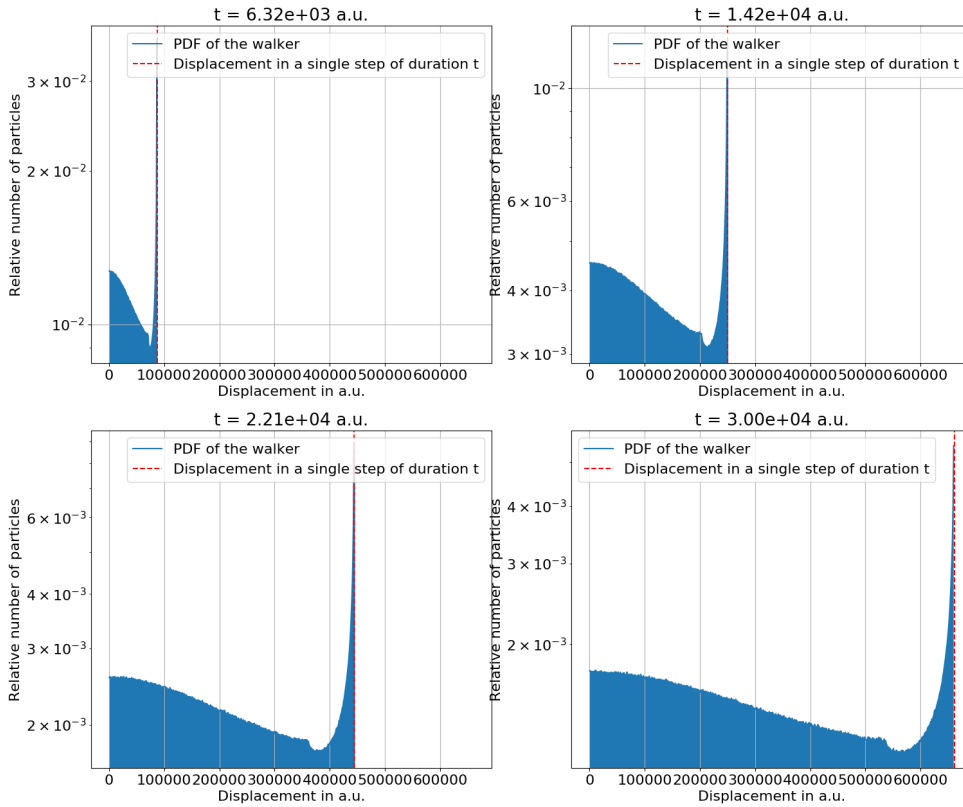 t = 6.32e+03 a.u.
PDF of the walker
Displacement in a single step of duration t
Relative number of particles
3 × 10⁻²
2 × 10⁻²
10⁻²
0 100000 200000 300000 400000 500000 600000
Displacement in a.u.
t = 1.42e+04 a.u.
PDF of the walker
Displacement in a single step of duration t
Relative number of particles
10⁻²
6 × 10⁻³
4 × 10⁻³
3 × 10⁻³
0 100000 200000 300000 400000 500000 600000
Displacement in a.u.
t = 2.21e+04 a.u.
PDF of the walker
Displacement in a single step of duration t
Relative number of particles
6 × 10⁻³
4 × 10⁻³
3 × 10⁻³
2 × 10⁻³
0 100000 200000 300000 400000 500000 600000
Displacement in a.u.
t = 3.00e+04 a.u.
PDF of the walker
Displacement in a single step of duration t
Relative number of particles
4 × 10⁻³
3 × 10⁻³
2 × 10⁻³
0 100000 200000 300000 400000 500000 600000
Displacement in a.u.